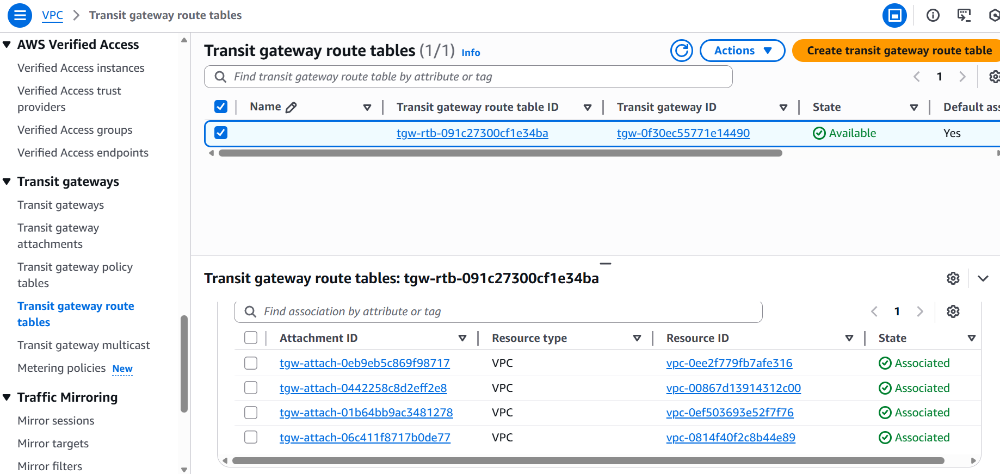 VPC > Transit gateway route tables
AWS Verified Access
Verified Access instances
Verified Access trust
providers
Verified Access groups
Verified Access endpoints
Transit gateways
Transit gateways
Transit gateway
attachments
Transit gateway policy
tables
Transit gateway route
tables
Transit gateway multicast
Metering policies New
Traffic Mirroring
Mirror sessions
Mirror targets
Mirror filters
Transit gateway route tables (1/1) Info
Actions
Create transit gateway route table
Find transit gateway route table by attribute or tag
1
Name Transit gateway route table ID Transit gateway ID State Default ass
tgw-rtb-091c27300cf1e34ba tgw-0f30ec55771e14490 Available Yes
Transit gateway route tables: tgw-rtb-091c27300cf1e34ba
Find association by attribute or tag
1
Attachment ID Resource type Resource ID State
tgw-attach-0eb9eb5c869f98717 VPC vpc-0ee2f779fb7afe316 Associated
tgw-attach-0442258c8d2eff2e8 VPC vpc-00867d13914312c00 Associated
tgw-attach-01b64bb9ac3481278 VPC vpc-0ef503693e52f7f76 Associated
tgw-attach-06c411f8717b0de77 VPC vpc-0814f40f2c8b44e89 Associated